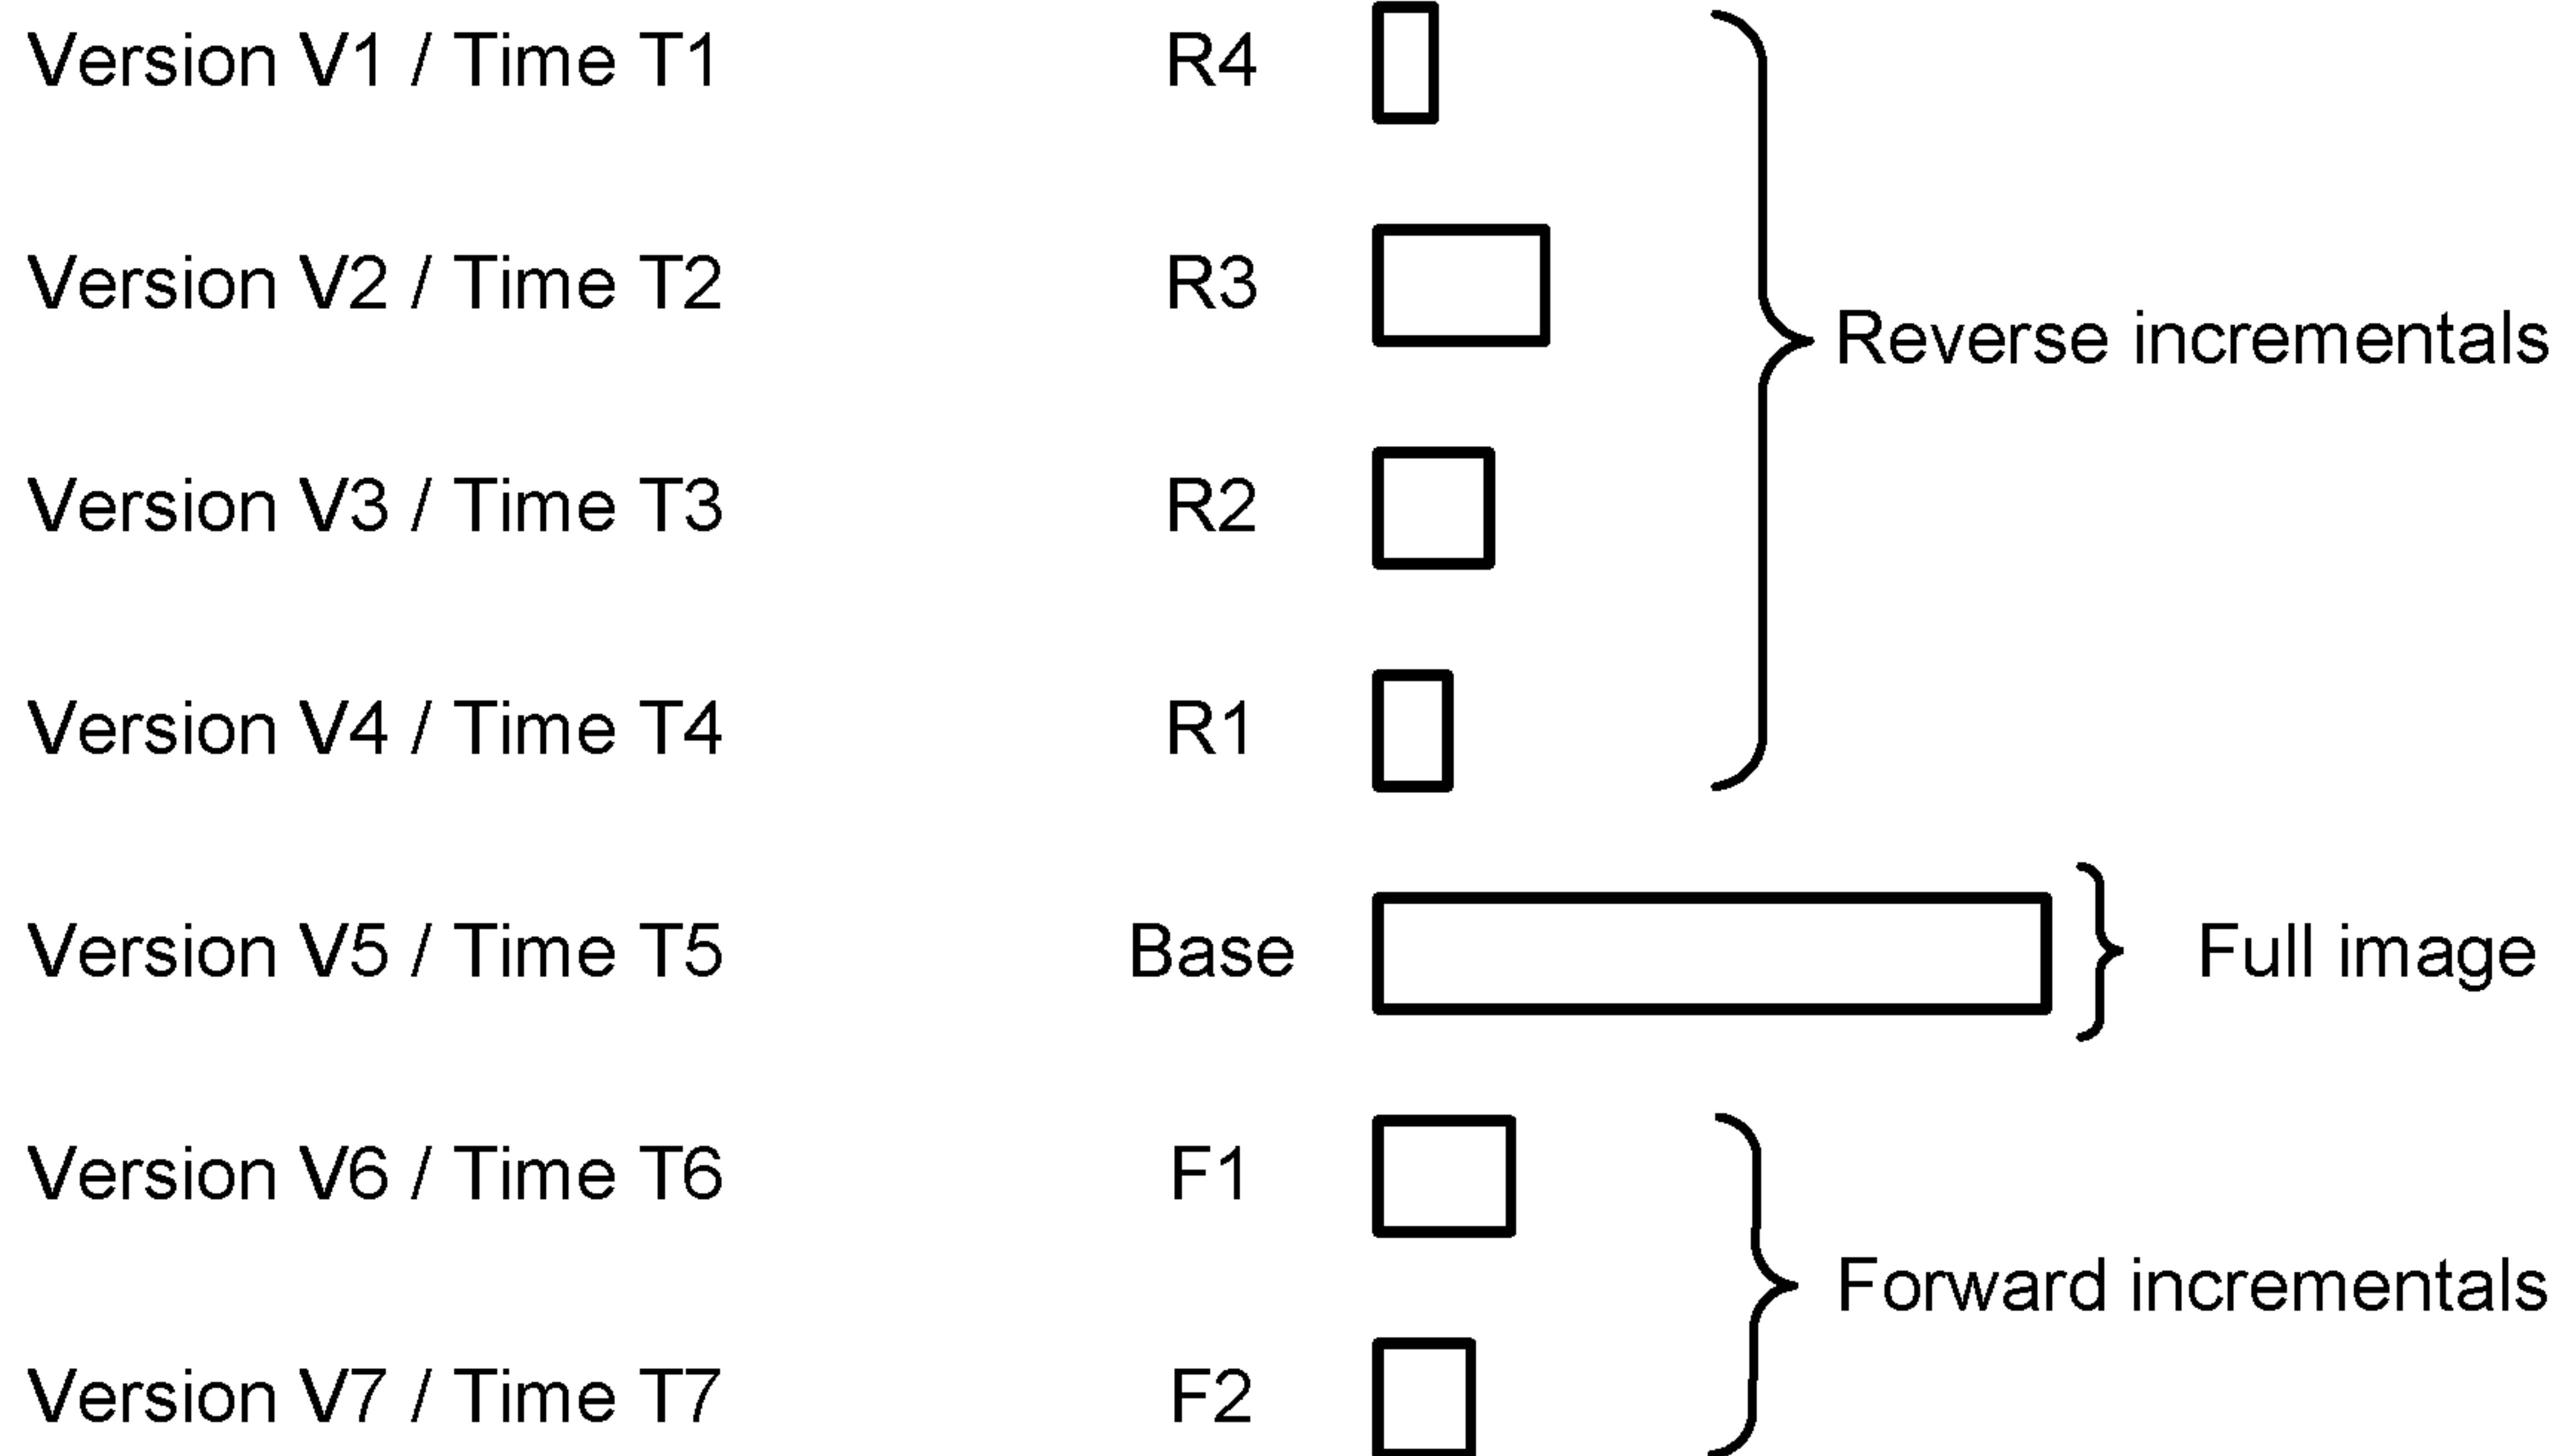 Version V1 / Time T1 R4
Version V2 / Time T2 R3
Reverse incrementals
Version V3 / Time T3 R2
Version V4 / Time T4 R1
Version V5 / Time T5 Base Full image
Version V6 / Time T6 F1
Forward incrementals
Version V7 / Time T7 F2